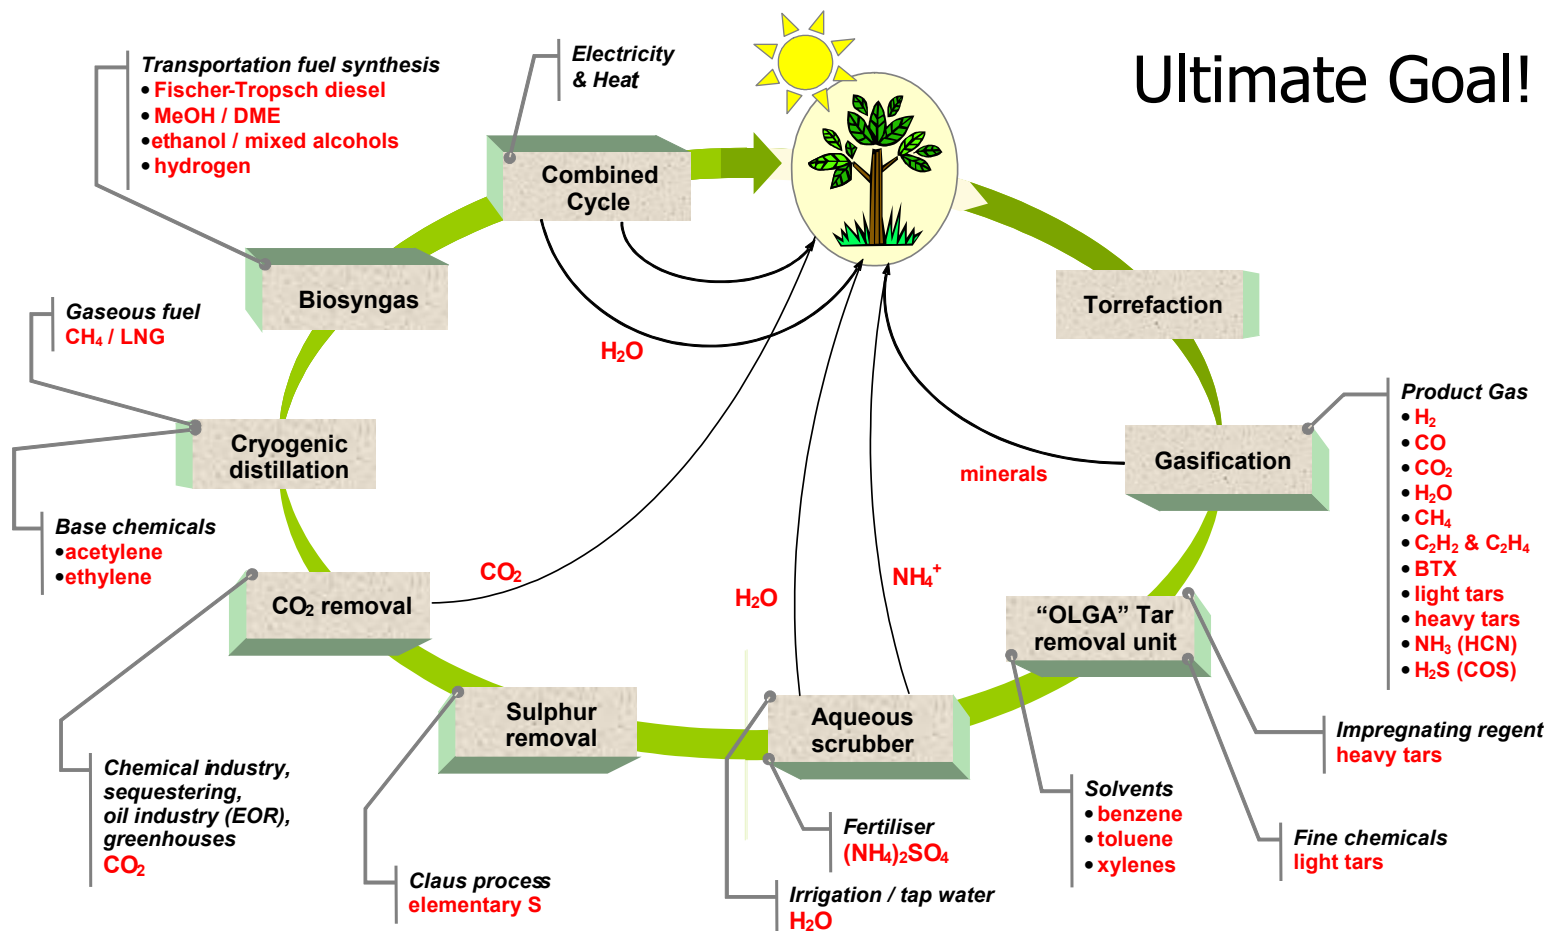 Ultimate Goal!
Transportation fuel synthesis
• Fischer-Tropsch diesel
• MeOH / DME
• ethanol / mixed alcohols
• hydrogen
Electricity
& Heat
Combined
Cycle
Biosyngas
Torrefaction
Gaseous fuel
CH₄ / LNG
H₂O
Cryogenic
distillation
Gasification
minerals
Product Gas
• H₂
• CO
• CO₂
• H₂O
• CH₄
• C₂H₂ & C₂H₄
• BTX
• light tars
• heavy tars
• NH₃ (HCN)
• H₂S (COS)
Base chemicals
• acetylene
• ethylene
CO₂ removal
CO₂
H₂O
NH₄⁺
“OLGA” Tar
removal unit
Sulphur
removal
Aqueous
scrubber
Impregnating regent
heavy tars
Chemical industry,
sequestering,
oil industry (EOR),
greenhouses
CO₂
Solvents
• benzene
• toluene
• xylenes
Fine chemicals
light tars
Fertiliser
(NH₄)₂SO₄
Claus process
elementary S
Irrigation / tap water
H₂O